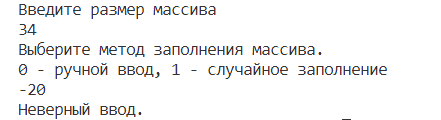 Введите размер массива
34
Выберите метод заполнения массива.
0 - ручной ввод, 1 - случайное заполнение
-20
Неверный ввод.